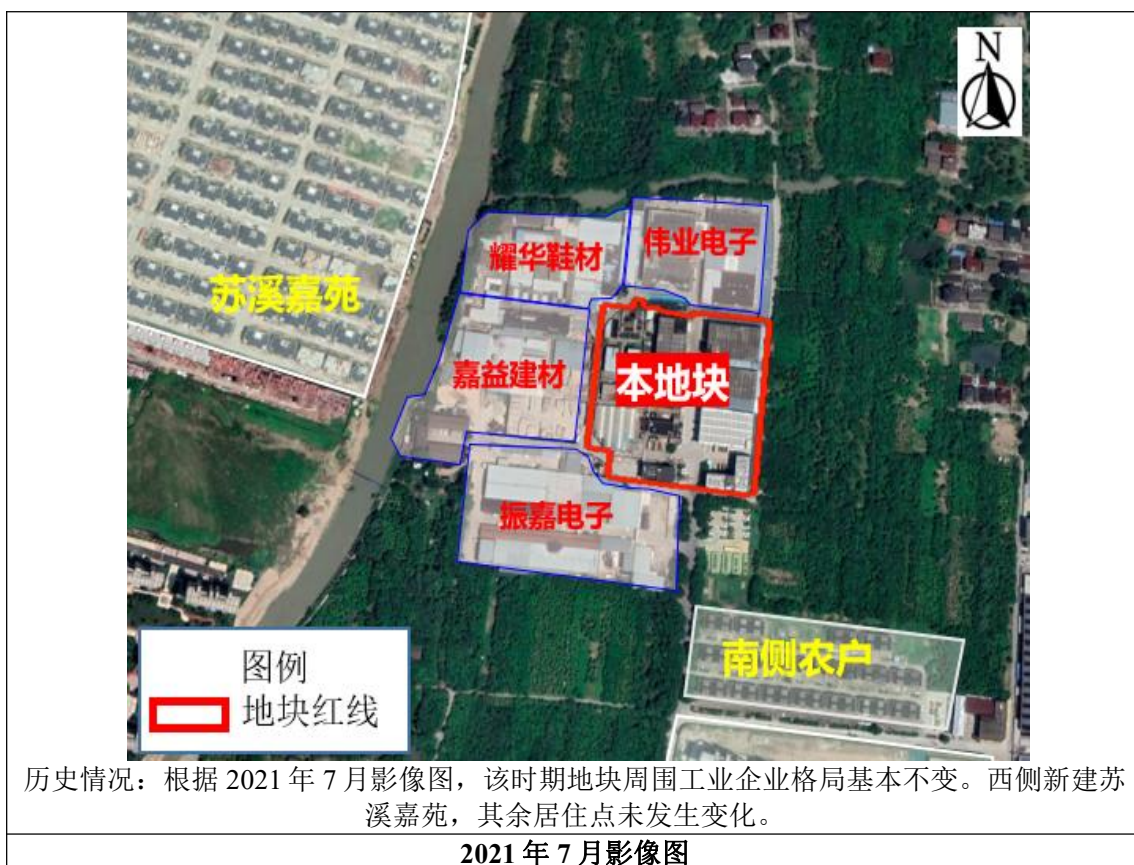 N
耀华鞋材
伟业电子
苏溪嘉苑
嘉益建材
本地块
振嘉电子
南侧农户
图例
地块红线
历史情况：根据 2021 年 7 月影像图，该时期地块周围工业企业格局基本不变。西侧新建苏
溪嘉苑，其余居住点未发生变化。
2021 年 7 月影像图